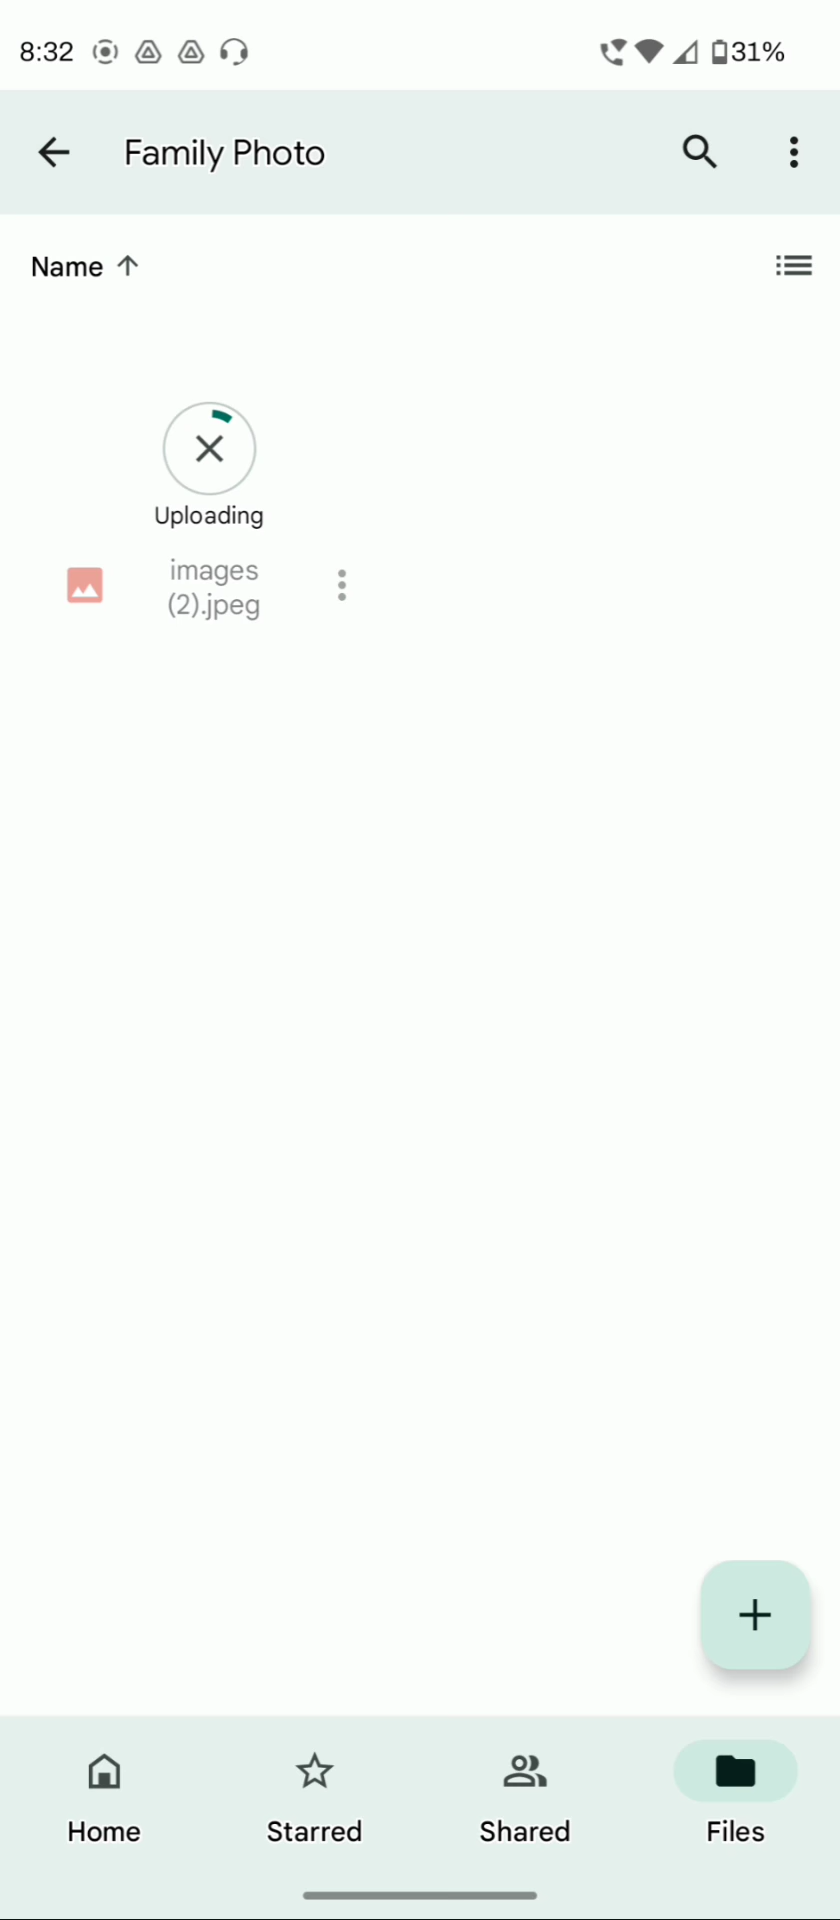 8:32
31%
Family Photo
Name
Uploading
images
(2).jpeg
Home
Starred
Shared
Files